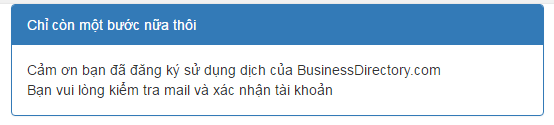 Chỉ còn một bước nữa thôi
Cảm ơn bạn đã đăng ký sử dụng dịch của BusinessDirectory.com
Bạn vui lòng kiểm tra mail và xác nhận tài khoản